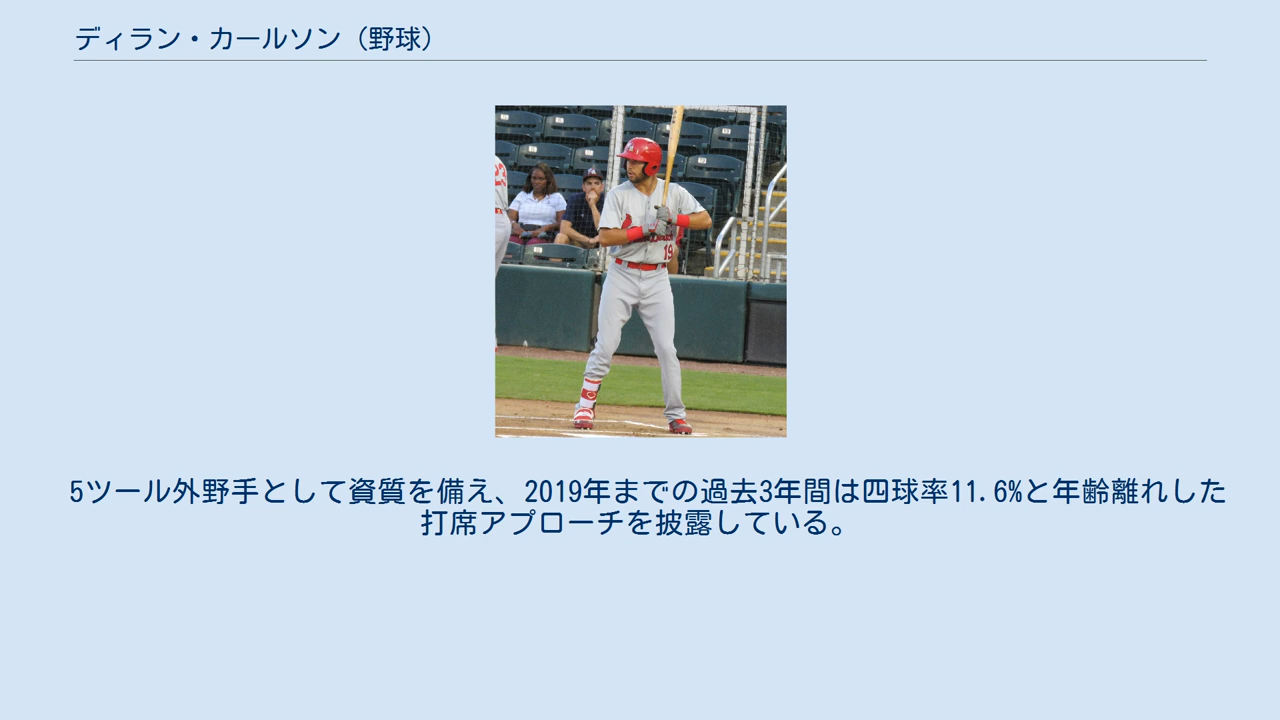 ディラン・カールソン（野球）
19
5ツール外野手として資質を備え、2019年までの過去3年間は四球率11.6%と年齢離れした
打席アプローチを披露している。